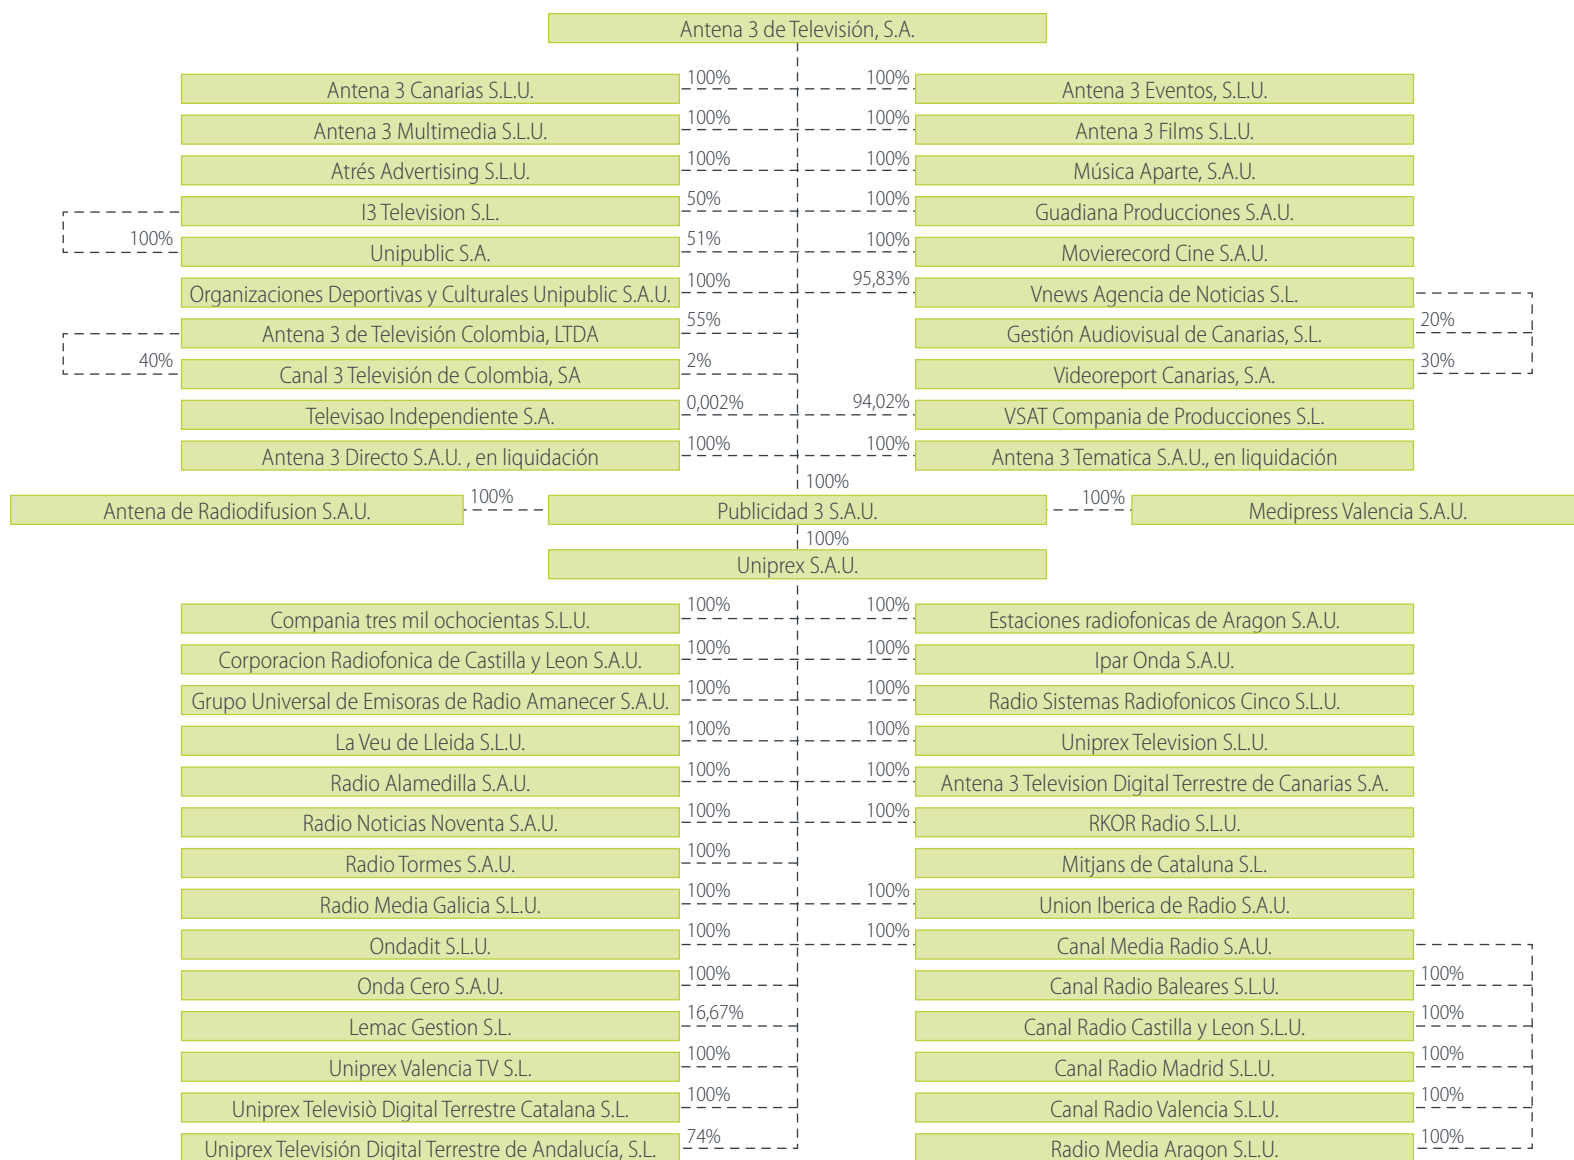 Antena 3 de Televisión, S.A.
Antena 3 Canarias S.L.U. 100% 100% Antena 3 Eventos, S.L.U.
Antena 3 Multimedia S.L.U. 100% 100% Antena 3 Films S.L.U.
Atrés Advertising S.L.U. 100% 100% Música Aparte, S.A.U.
I3 Television S.L. 50% 100% Guadiana Producciones S.A.U.
100% Unipublic S.A. 51% 100% Movierecord Cine S.A.U.
Organizaciones Deportivas y Culturales Unipublic S.A.U. 100% 95,83% Vnews Agencia de Noticias S.L.
Antena 3 de Televisión Colombia, LTDA 55% Gestión Audiovisual de Canarias, S.L. 20%
40% Canal 3 Televisión de Colombia, SA 2% Videoreport Canarias, S.A. 30%
Televisao Independiente S.A. 0,002% 94,02% VSAT Compania de Producciones S.L.
Antena 3 Directo S.A.U. , en liquidación 100% 100% Antena 3 Tematica S.A.U., en liquidación
100%
Antena de Radiodifusion S.A.U. 100% Publicidad 3 S.A.U. 100% Medipress Valencia S.A.U.
100%
Uniprex S.A.U.
Compania tres mil ochocientas S.L.U. 100% 100% Estaciones radiofonicas de Aragon S.A.U.
Corporacion Radiofonica de Castilla y Leon S.A.U. 100% 100% Ipar Onda S.A.U.
Grupo Universal de Emisoras de Radio Amanecer S.A.U. 100% 100% Radio Sistemas Radiofonicos Cinco S.L.U.
La Veu de Lleida S.L.U. 100% 100% Uniprex Television S.L.U.
Radio Alamedilla S.A.U. 100% 100% Antena 3 Television Digital Terrestre de Canarias S.A.
Radio Noticias Noventa S.A.U. 100% 100% RKOR Radio S.L.U.
Radio Tormes S.A.U. 100% Mitjans de Cataluna S.L.
Radio Media Galicia S.L.U. 100% 100% Union Iberica de Radio S.A.U.
Ondadit S.L.U. 100% 100% Canal Media Radio S.A.U.
Onda Cero S.A.U. 100% Canal Radio Baleares S.L.U. 100%
Lemac Gestion S.L. 16,67% Canal Radio Castilla y Leon S.L.U. 100%
Uniprex Valencia TV S.L. 100% Canal Radio Madrid S.L.U. 100%
Uniprex Televisiò Digital Terrestre Catalana S.L. 100% Canal Radio Valencia S.L.U. 100%
Uniprex Televisión Digital Terrestre de Andalucía, S.L. 74% Radio Media Aragon S.L.U. 100%